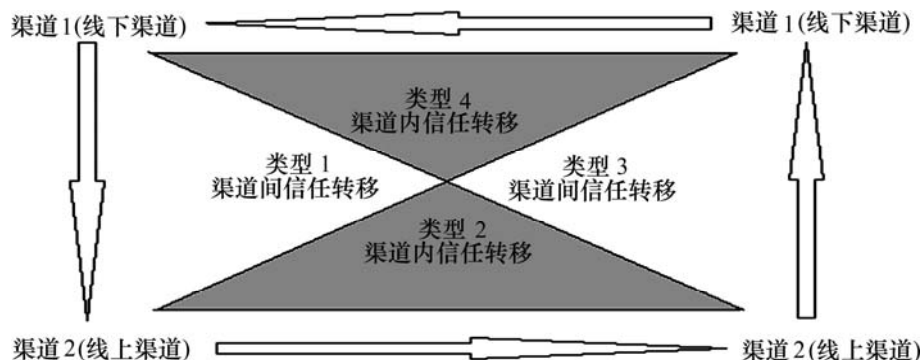 渠道1(线下渠道)
渠道1(线下渠道)
类型 4
渠道内信任转移
类型 1
渠道间信任转移
类型 3
渠道间信任转移
类型 2
渠道内信任转移
渠道2(线上渠道)
渠道2(线上渠道)